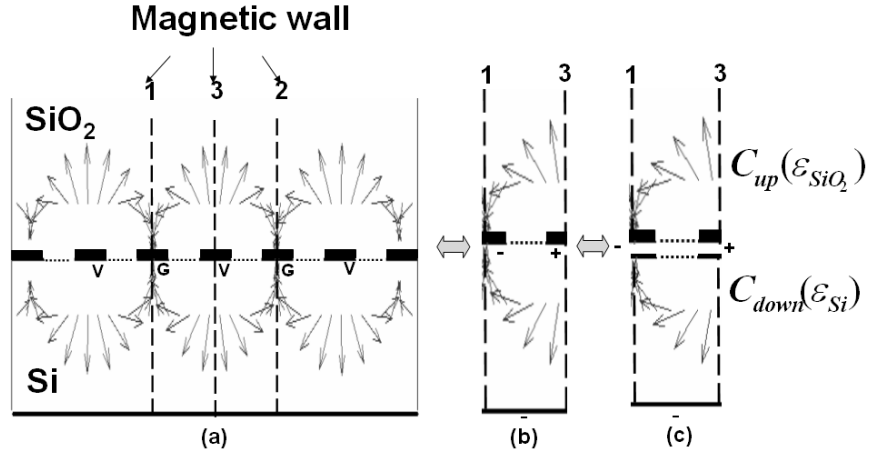 Magnetic wall
1 3 2
1 3
1 3
SiO2
Cup(εSiO2)
V G V G V
- +
- +
Cdown(εSi)
Si
- -
(a) (b) (c)